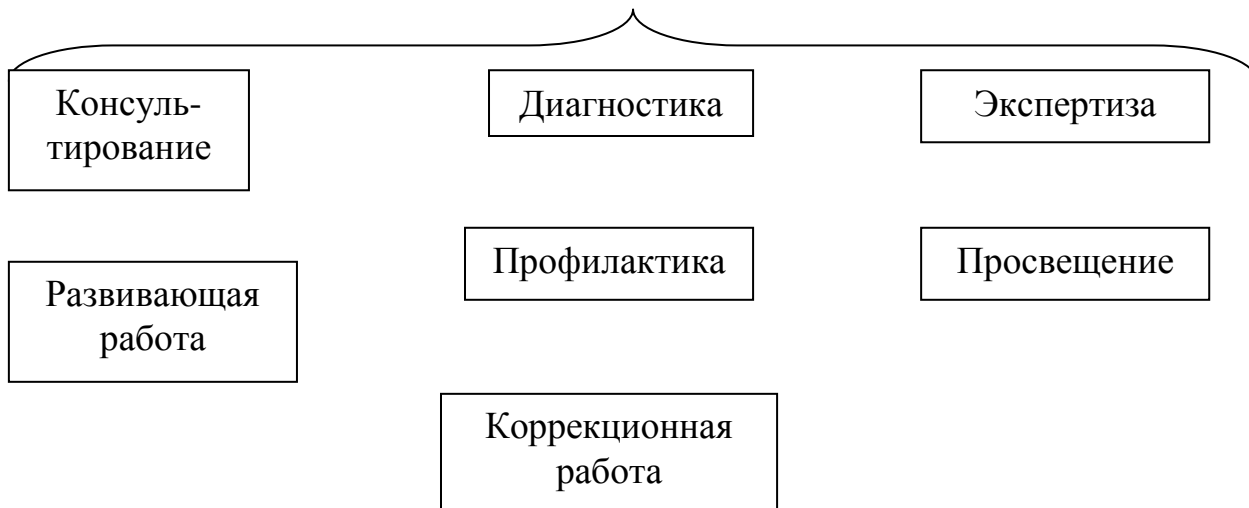 Консуль-
тирование
Диагностика
Экспертиза
Профилактика
Просвещение
Развивающая
работа
Коррекционная
работа